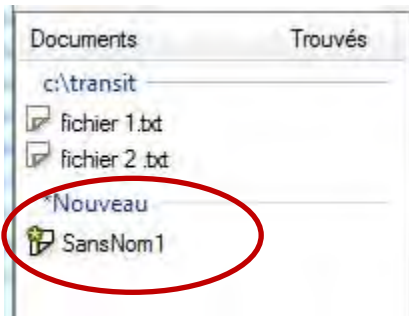 Documents Trouvés
c:\transit
fichier 1.txt
fichier 2 .txt
*Nouveau
SansNom1